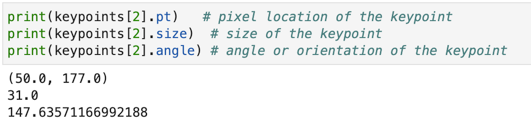 print(keypoints[2].pt)   # pixel location of the keypoint
print(keypoints[2].size)  # size of the keypoint
print(keypoints[2].angle) # angle or orientation of the keypoint
(50.0, 177.0)
31.0
147.63571166992188